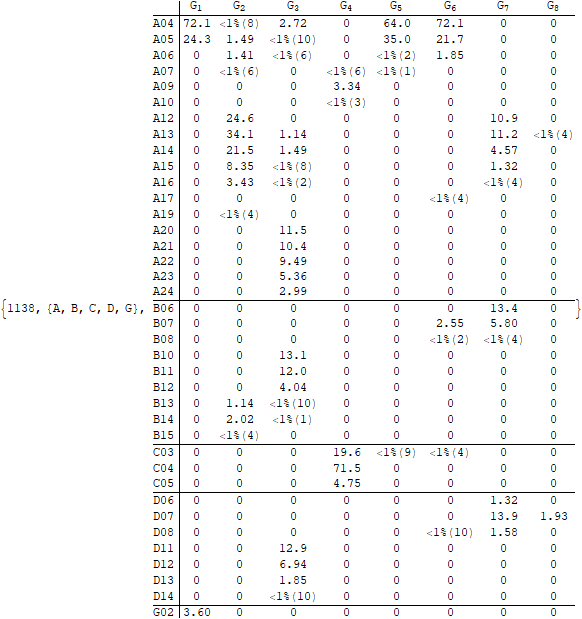 G1 G2 G3 G4 G5 G6 G7 G8
A04 72.1 <1%(8) 2.72 0 64.0 72.1 0 0
A05 24.3 1.49 <1%(10) 0 35.0 21.7 0 0
A06 0 1.41 <1%(6) 0 <1%(2) 1.85 0 0
A07 0 <1%(6) 0 <1%(6) <1%(1) 0 0 0
A09 0 0 0 3.34 0 0 0 0
A10 0 0 0 <1%(3) 0 0 0 0
A12 0 24.6 0 0 0 0 10.9 0
A13 0 34.1 1.14 0 0 0 11.2 <1%(4)
A14 0 21.5 1.49 0 0 0 4.57 0
A15 0 8.35 <1%(8) 0 0 0 1.32 0
A16 0 3.43 <1%(2) 0 0 0 <1%(4) 0
A17 0 0 0 0 0 <1%(4) 0 0
A19 0 <1%(4) 0 0 0 0 0 0
A20 0 0 11.5 0 0 0 0 0
A21 0 0 10.4 0 0 0 0 0
A22 0 0 9.49 0 0 0 0 0
A23 0 0 5.36 0 0 0 0 0
A24 0 0 2.99 0 0 0 0 0
{1138, {A, B, C, D, G}, B06 0 0 0 0 0 0 13.4 0 }
B07 0 0 0 0 0 2.55 5.80 0
B08 0 0 0 0 0 <1%(2) <1%(4) 0
B10 0 0 13.1 0 0 0 0 0
B11 0 0 12.0 0 0 0 0 0
B12 0 0 4.04 0 0 0 0 0
B13 0 1.14 <1%(10) 0 0 0 0 0
B14 0 2.02 <1%(1) 0 0 0 0 0
B15 0 <1%(4) 0 0 0 0 0 0
C03 0 0 0 19.6 <1%(9) <1%(4) 0 0
C04 0 0 0 71.5 0 0 0 0
C05 0 0 0 4.75 0 0 0 0
D06 0 0 0 0 0 0 1.32 0
D07 0 0 0 0 0 0 13.9 1.93
D08 0 0 0 0 0 <1%(10) 1.58 0
D11 0 0 12.9 0 0 0 0 0
D12 0 0 6.94 0 0 0 0 0
D13 0 0 1.85 0 0 0 0 0
D14 0 0 <1%(10) 0 0 0 0 0
G02 3.60 0 0 0 0 0 0 0